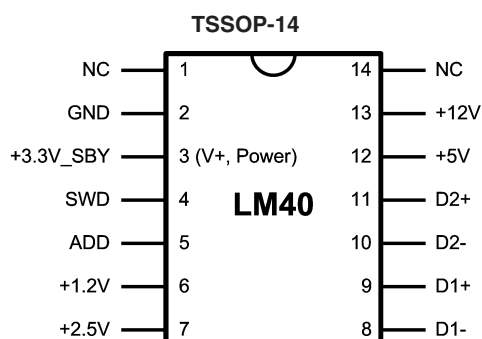 TSSOP-14
NC 1 14 NC
GND 2 13 +12V
+3.3V_SBY 3 (V+, Power) 12 +5V
SWD 4 LM40 11 D2+
ADD 5 10 D2-
+1.2V 6 9 D1+
+2.5V 7 8 D1-